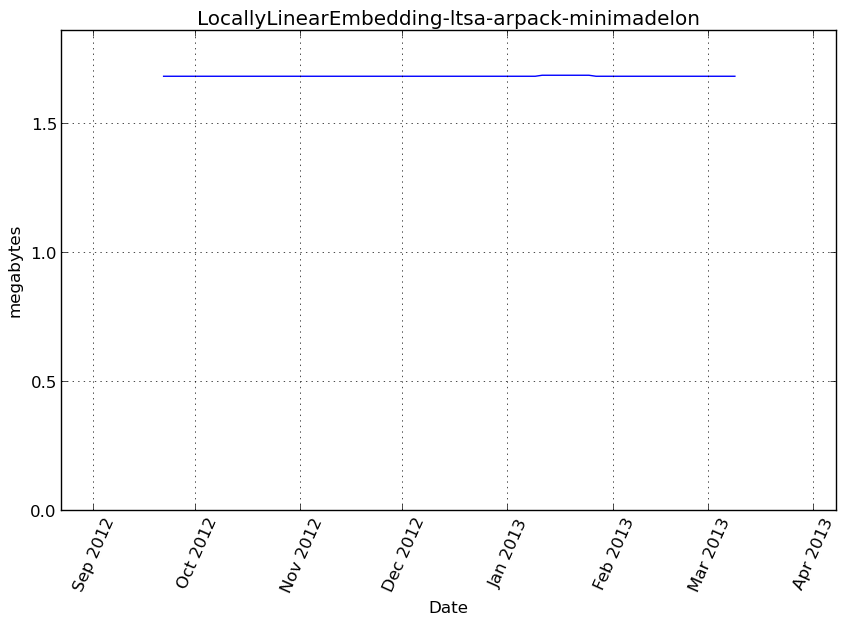 LocallyLinearEmbedding-ltsa-arpack-minimadelon
megabytes
1.5
1.0
0.5
0.0
Sep 2012
Oct 2012
Nov 2012
Dec 2012
Jan 2013
Feb 2013
Mar 2013
Apr 2013
Date